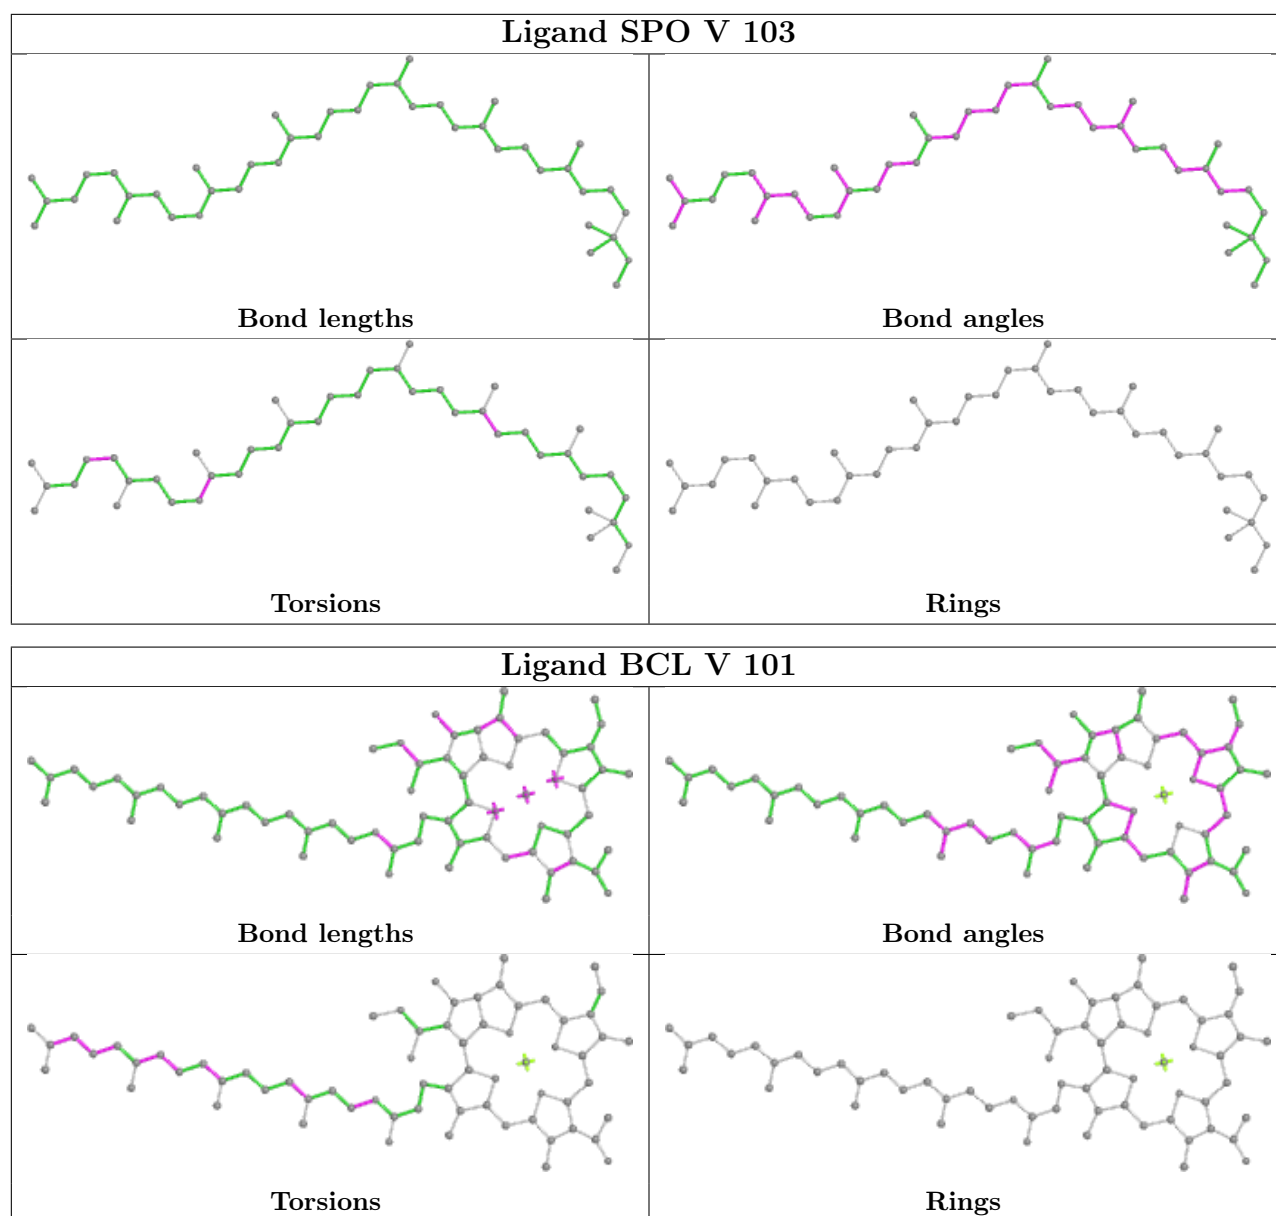 Ligand SPO V 103
Bond lengths
Bond angles
Torsions
Rings
Ligand BCL V 101
Bond lengths
Bond angles
Torsions
Rings